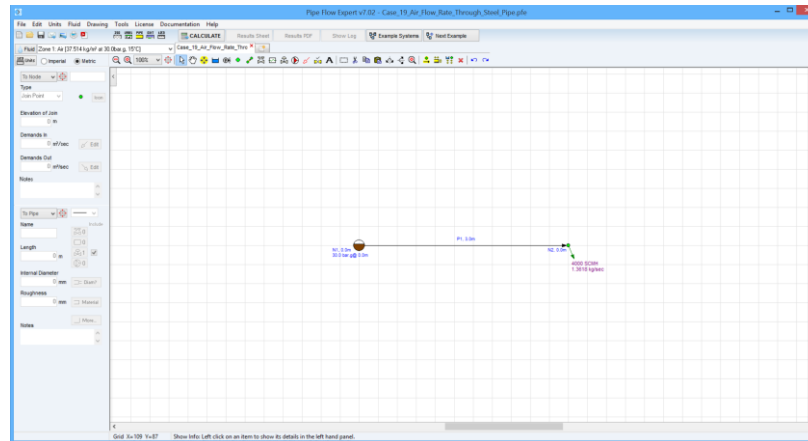 Pipe Flow Expert v7.02 - Case_19_Air_Flow_Rate_Through_Steel_Pipe.pfe
File Edit Units Fluid Drawing Tools License Documentation Help
CALCULATE Results Sheet Results PDF Show Log Example Systems Next Example
Fluid Zone 1: Air (37.514 kg/m³ at 30.0bar.g, 15°C) Case_19_Air_Flow_Rate_Thro
Units Imperial Metric 100%
To Node
Type
Join Point
Elevation of Join
0 m
Demands In
0 m³/sec Edit
Demands Out
0 m³/sec Edit
Notes
To Pipe
Name Include
Length
0 m
Internal Diameter
0 mm Diam?
Roughness
0 mm Material
More..
Notes
P1, 0.0m
N1, 0.0m
30.0 bar.g@ 0.0m
N2, 0.0m
4000 SCMH
1.3618 kg/sec
Grid X=109 Y=87 Show Info: Left click on an item to show its details in the left hand panel.